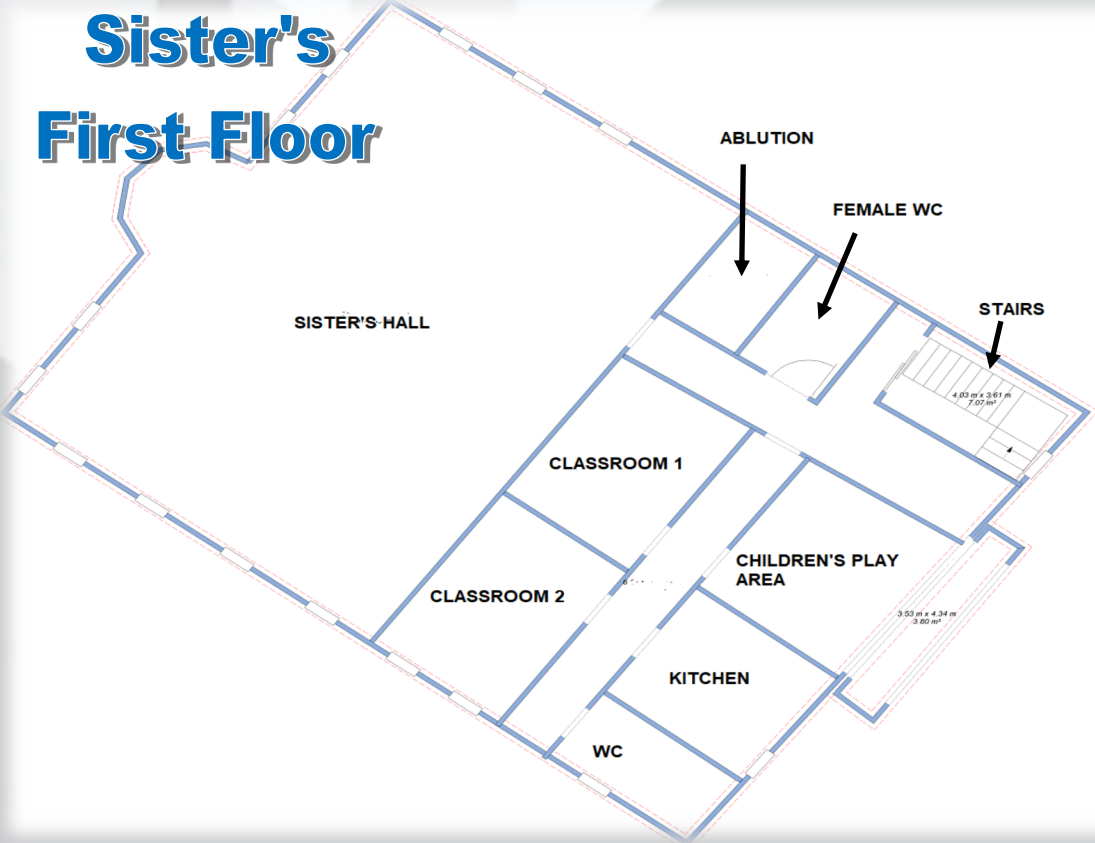 Sister's
First Floor
ABLUTION
FEMALE WC
STAIRS
SISTER'S HALL
4.03 m x 3.61 m
7.07 m²
CLASSROOM 1
CHILDREN'S PLAY
AREA
CLASSROOM 2
3.53 m x 4.34 m
3.80 m²
KITCHEN
WC